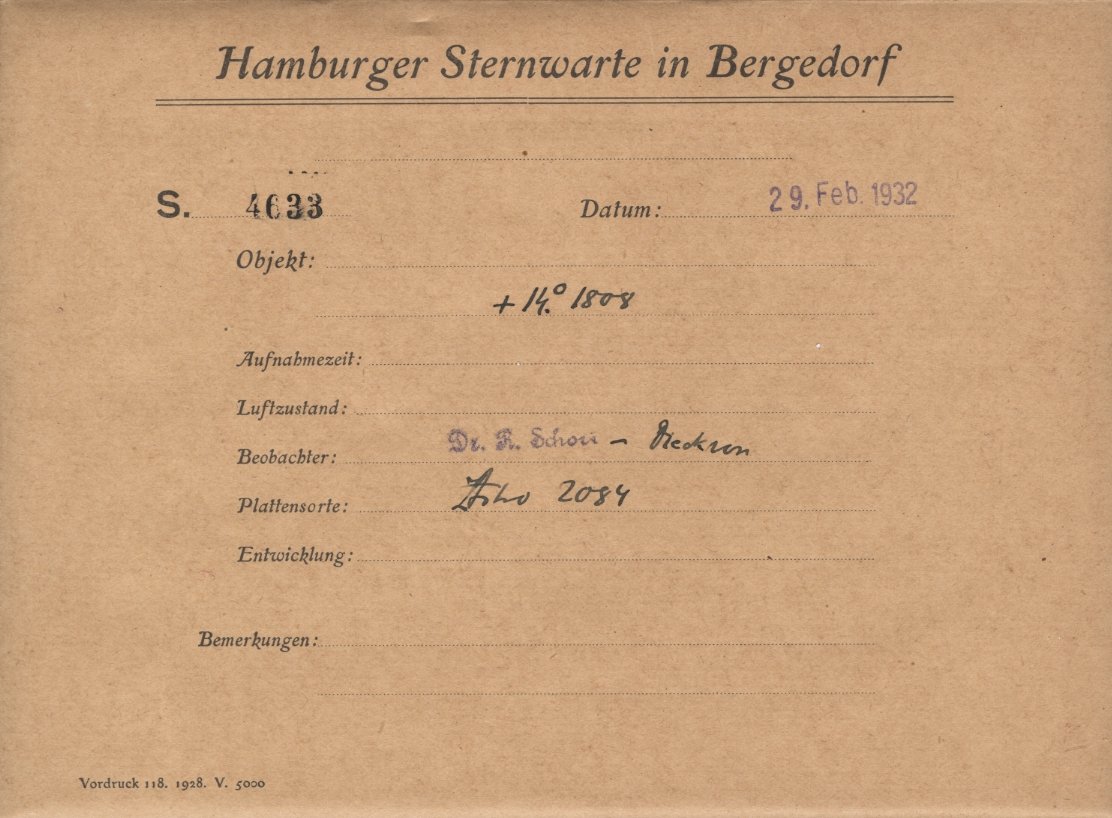 Hamburger Sternwarte in Bergedorf
S. 4633 Datum: 29. Feb. 1932
Objekt:
+ 14.° 1808
Aufnahmezeit:
Luftzustand:
Beobachter: Dr. R. Schorr –
Plattensorte: 2084
Entwicklung:
Bemerkungen:
Vordruck 118. 1928. V. 5000